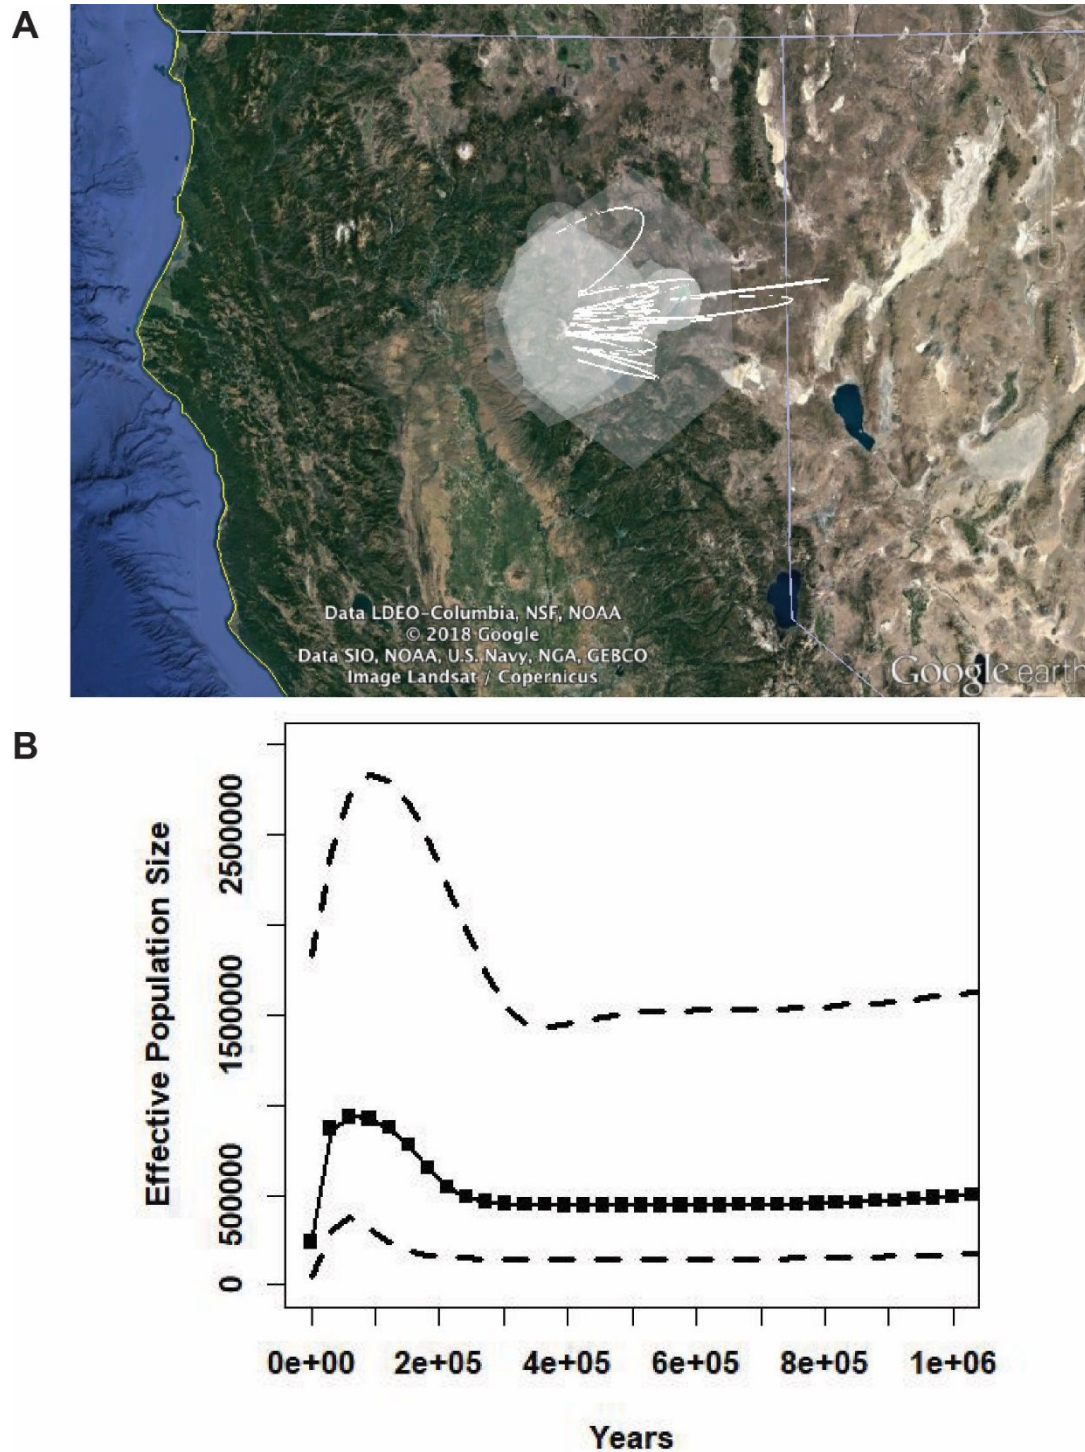 A
Data LDEO-Columbia, NSF, NOAA
© 2018 Google
Data SIO, NOAA, U.S. Navy, NGA, GEBCO
Image Landsat / Copernicus
Google earth
B
Effective Population Size
2500000
1500000
500000
0
0e+00 2e+05 4e+05 6e+05 8e+05 1e+06
Years